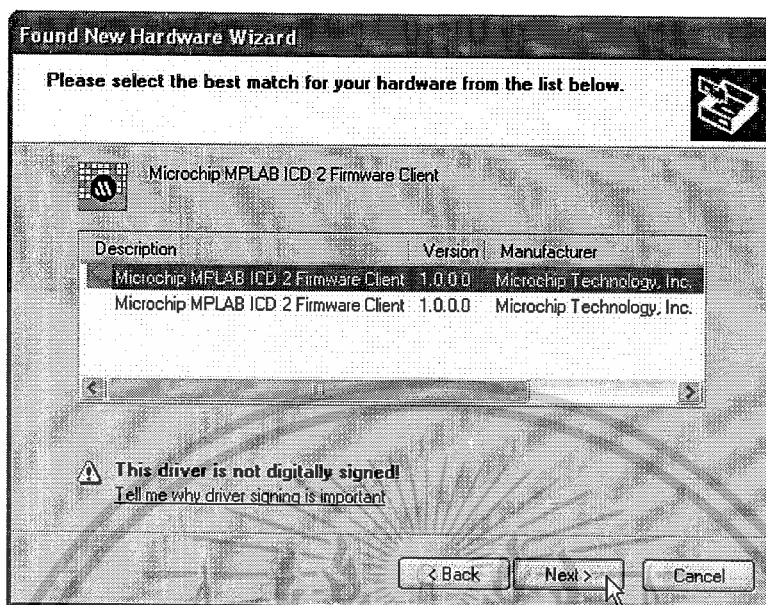 Found New Hardware Wizard
Please select the best match for your hardware from the list below.
Microchip MPLAB ICD 2 Firmware Client
Description Version Manufacturer
Microchip MPLAB ICD 2 Firmware Client 1.0.0.0 Microchip Technology, Inc.
Microchip MPLAB ICD 2 Firmware Client 1.0.0.0 Microchip Technology, Inc.
This driver is not digitally signed!
Tell me why driver signing is important
< Back Next > Cancel